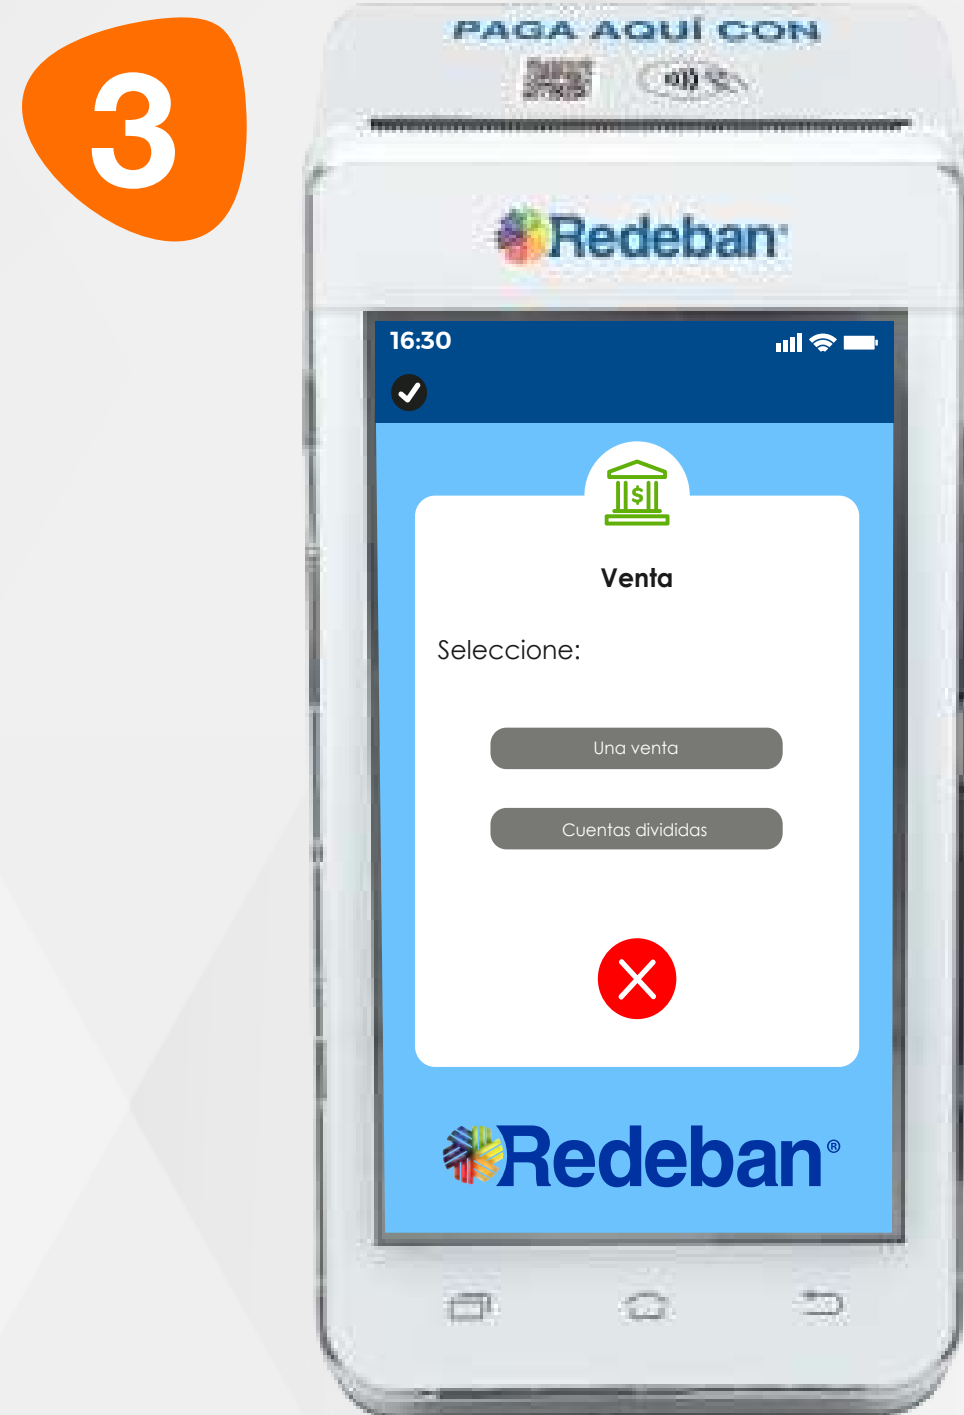 3
PAGA AQUÍ CON
Redeban
16:30
$
Venta
Seleccione:
Una venta
Cuentas divididas
Redeban®